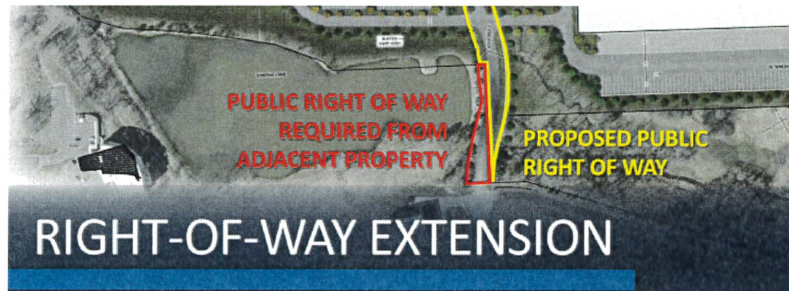 PUBLIC RIGHT OF WAY
REQUIRED FROM
ADJACENT PROPERTY
PROPOSED PUBLIC
RIGHT OF WAY
RIGHT-OF-WAY EXTENSION